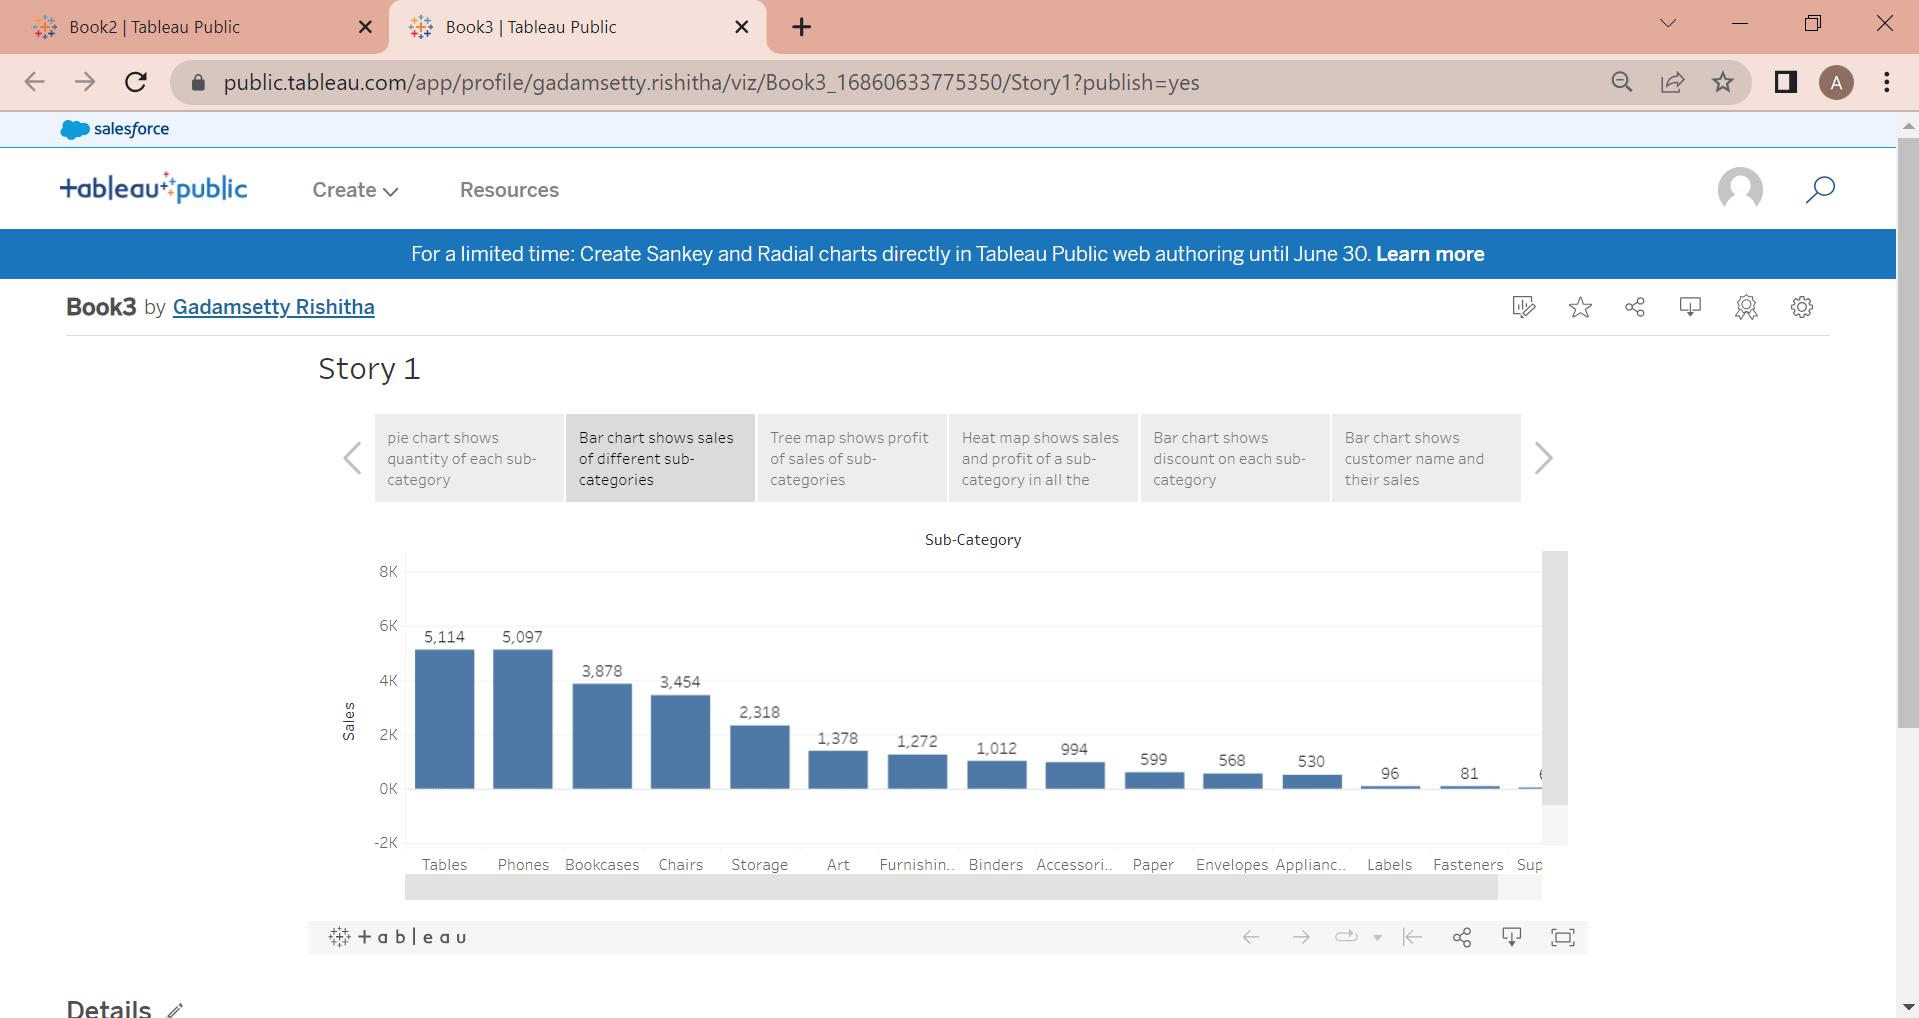 Book2 | Tableau Public
Book3 | Tableau Public
public.tableau.com/app/profile/gadamsetty.rishitha/viz/Book3_16860633775350/Story1?publish=yes
A
salesforce
+ableau public
Create
Resources
For a limited time: Create Sankey and Radial charts directly in Tableau Public web authoring until June 30. Learn more
Book3 by Gadamsetty Rishitha
Story 1
pie chart shows
quantity of each sub-
category
Bar chart shows sales
of different sub-
categories
Tree map shows profit
of sales of sub-
categories
Heat map shows sales
and profit of a sub-
category in all the
Bar chart shows
discount on each sub-
category
Bar chart shows
customer name and
their sales
Sub-Category
Sales
8K
6K
4K
2K
0K
-2K
5,114
5,097
3,878
3,454
2,318
1,378
1,272
1,012
994
599
568
530
96
81
Tables
Phones
Bookcases
Chairs
Storage
Art
Furnishin..
Binders
Accessori..
Paper
Envelopes
Applianc..
Labels
Fasteners
Sup
+ableau
Details